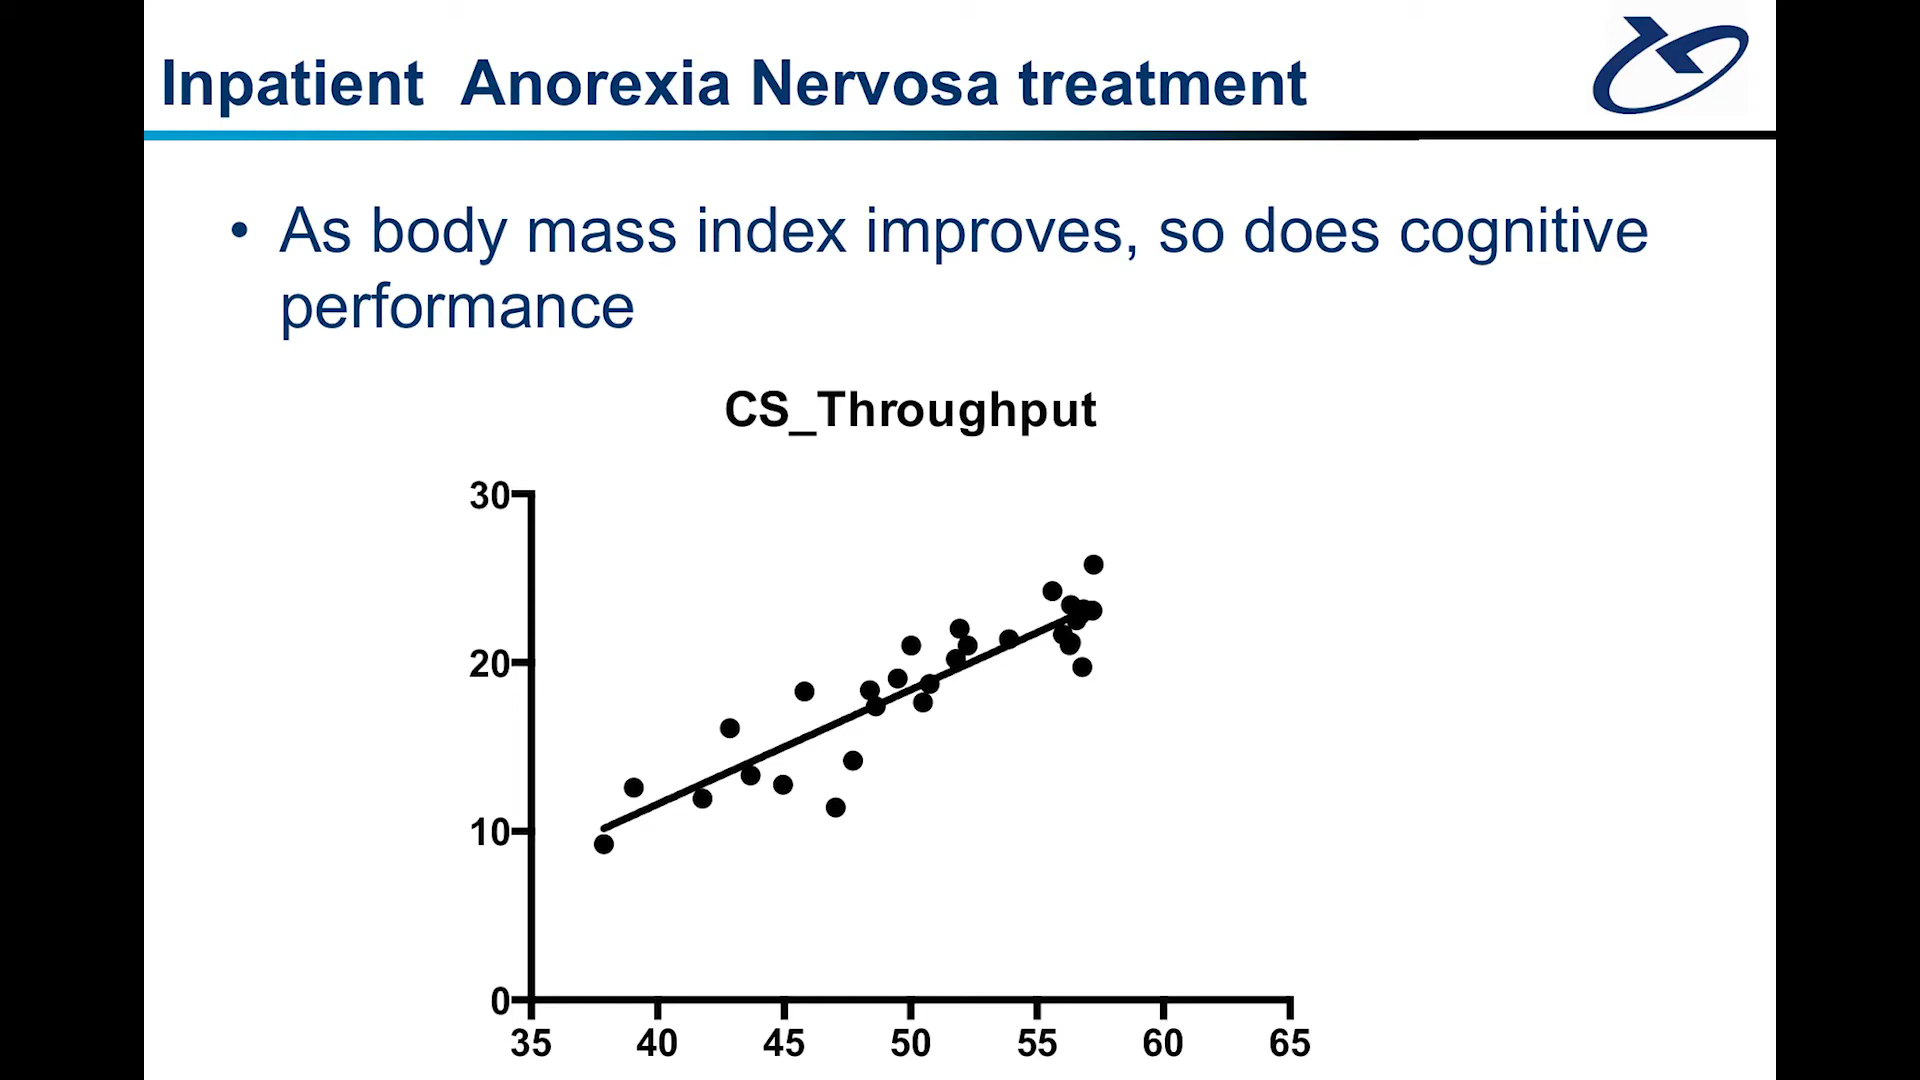 Inpatient  Anorexia Nervosa treatment
• As body mass index improves, so does cognitive
performance
CS_Throughput
30
20
10
0
35 40 45 50 55 60 65